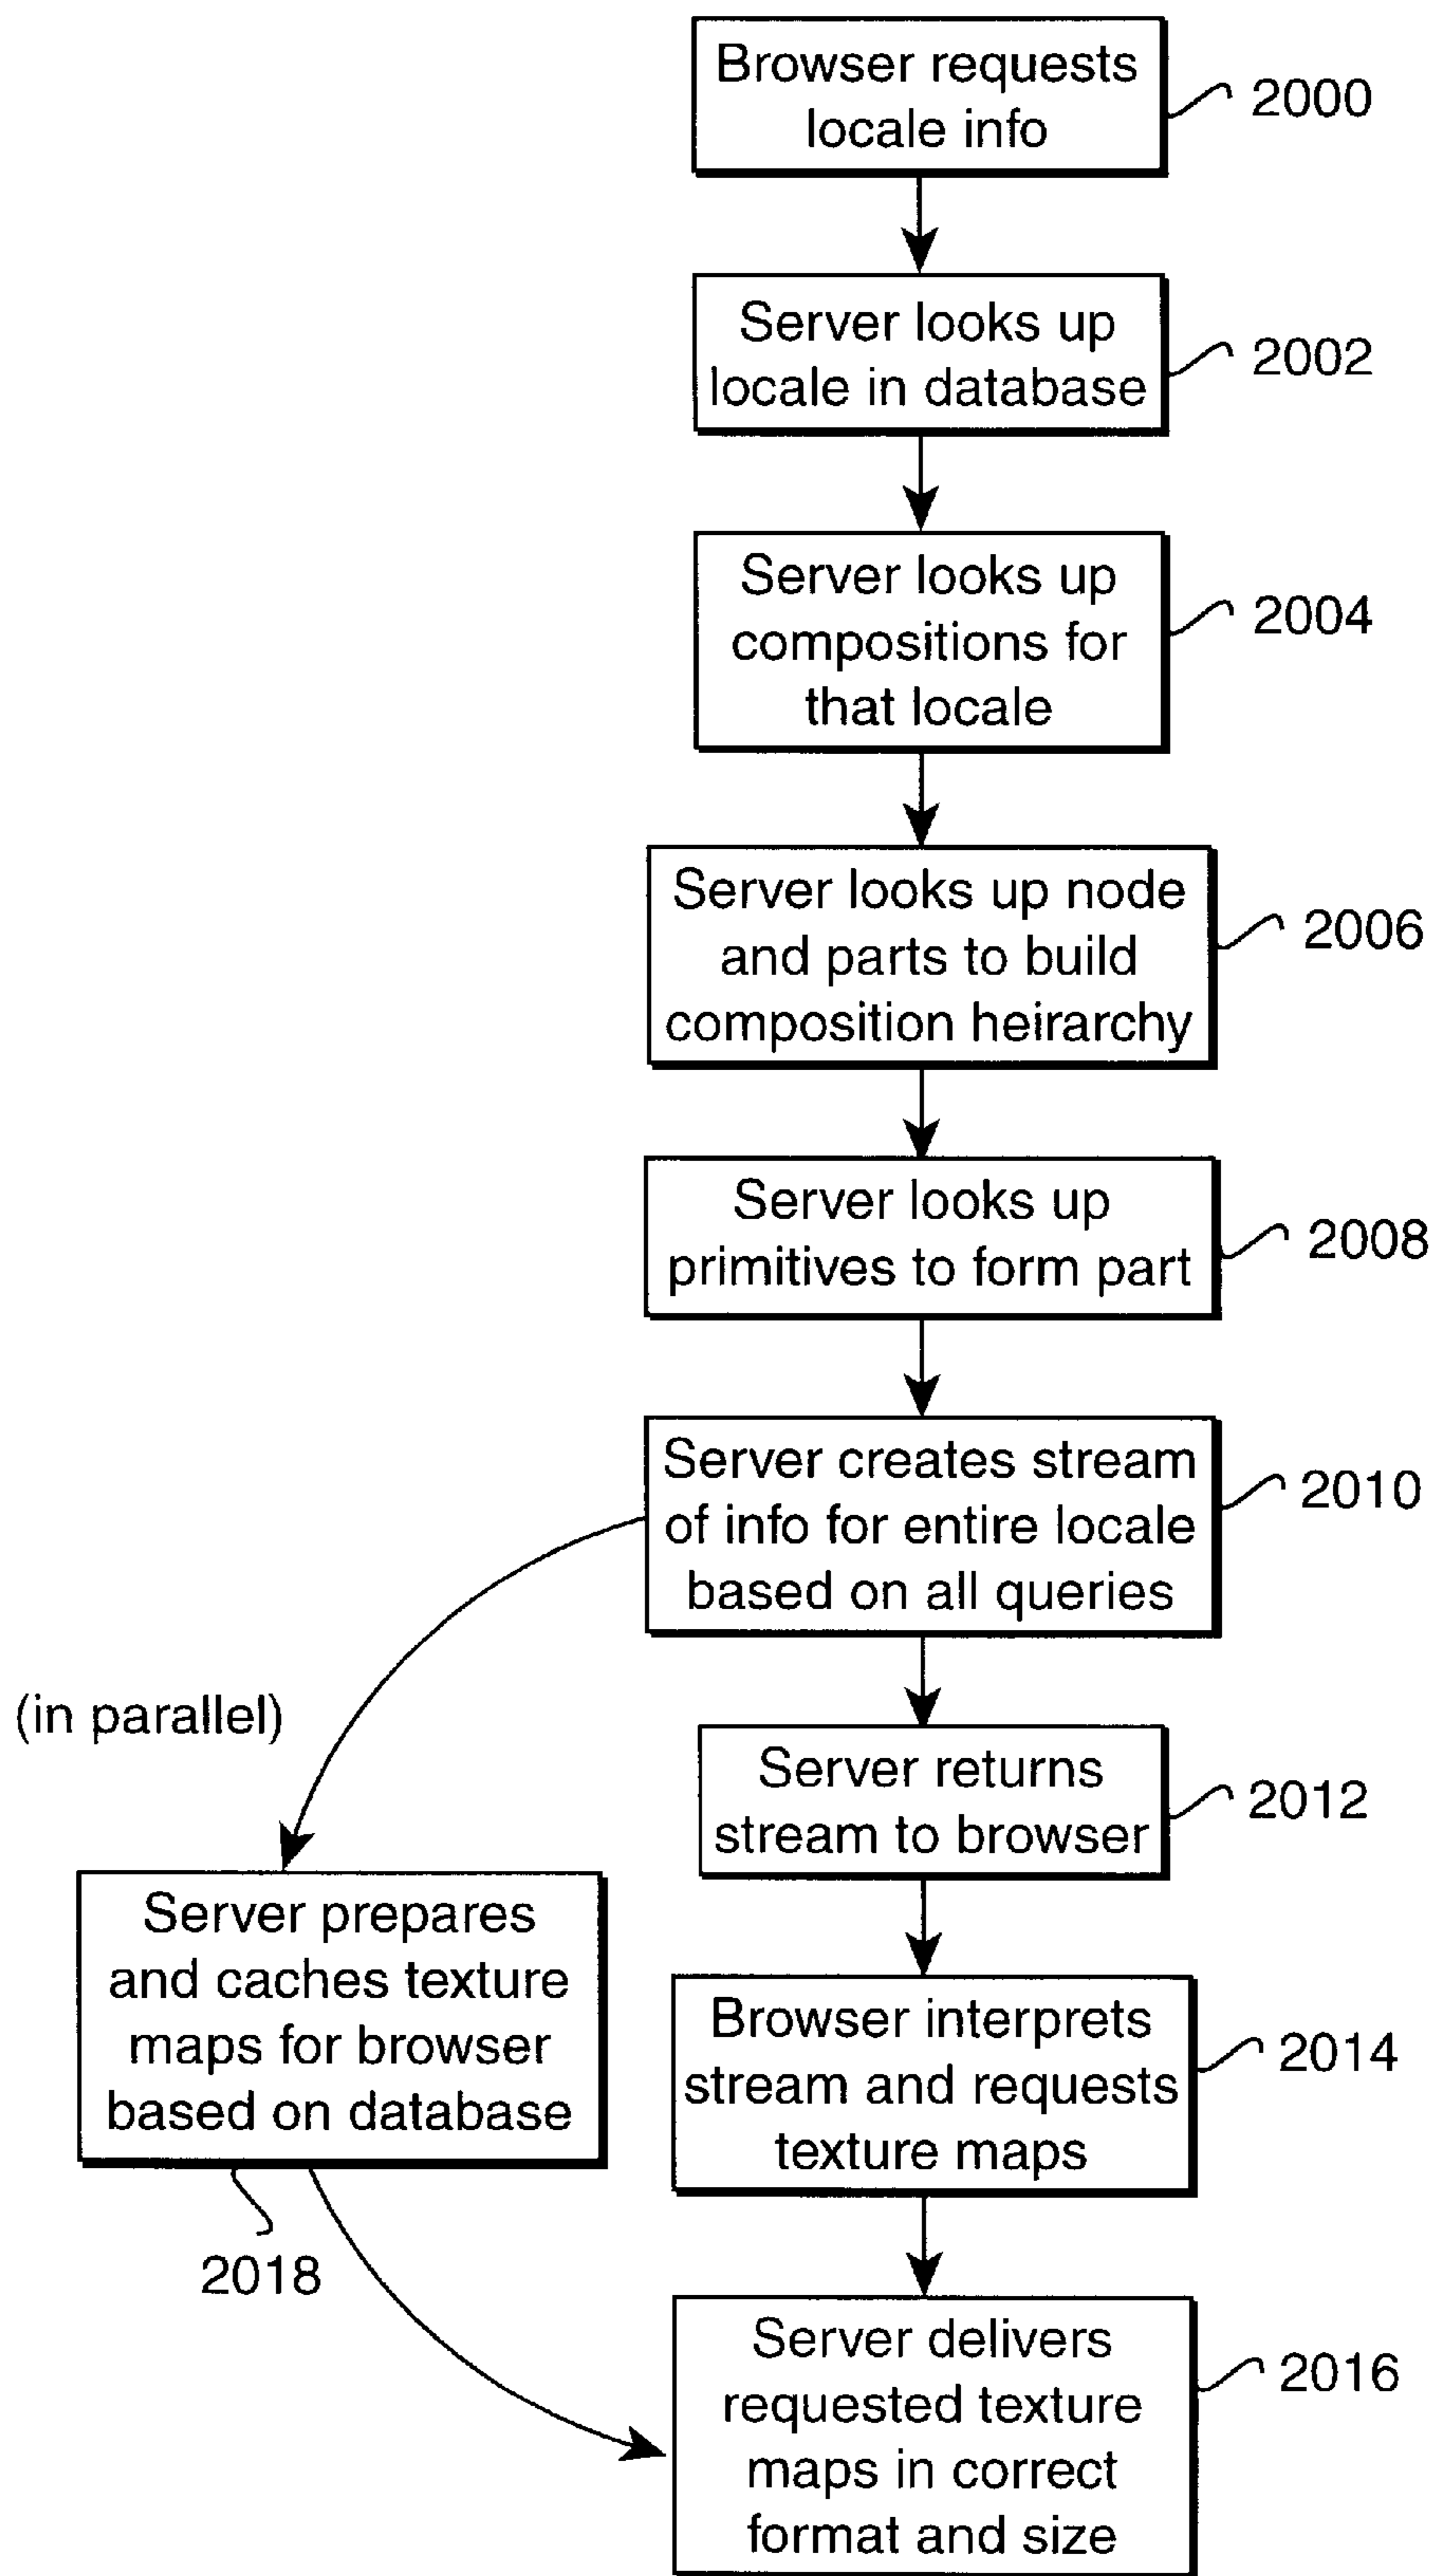 Browser requests
locale info
2000
Server looks up
locale in database
2002
Server looks up
compositions for
that locale
2004
Server looks up node
and parts to build
composition heirarchy
2006
Server looks up
primitives to form part
2008
Server creates stream
of info for entire locale
based on all queries
2010
(in parallel)
Server returns
stream to browser
2012
Server prepares
and caches texture
maps for browser
based on database
2018
Browser interprets
stream and requests
texture maps
2014
Server delivers
requested texture
maps in correct
format and size
2016